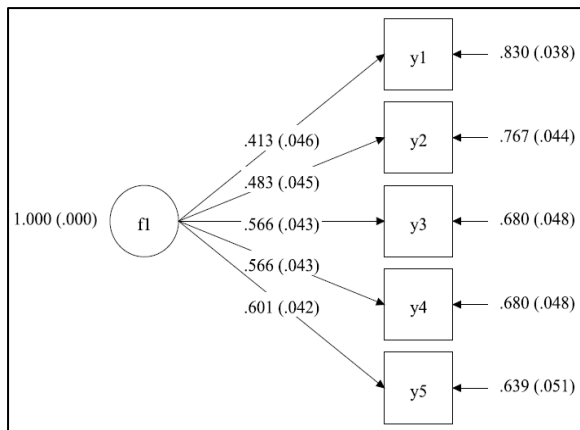 y1
.830 (.038)
.413 (.046)
y2
.767 (.044)
.483 (.045)
1.000 (.000)
f1
.566 (.043)
y3
.680 (.048)
.566 (.043)
y4
.680 (.048)
.601 (.042)
y5
.639 (.051)